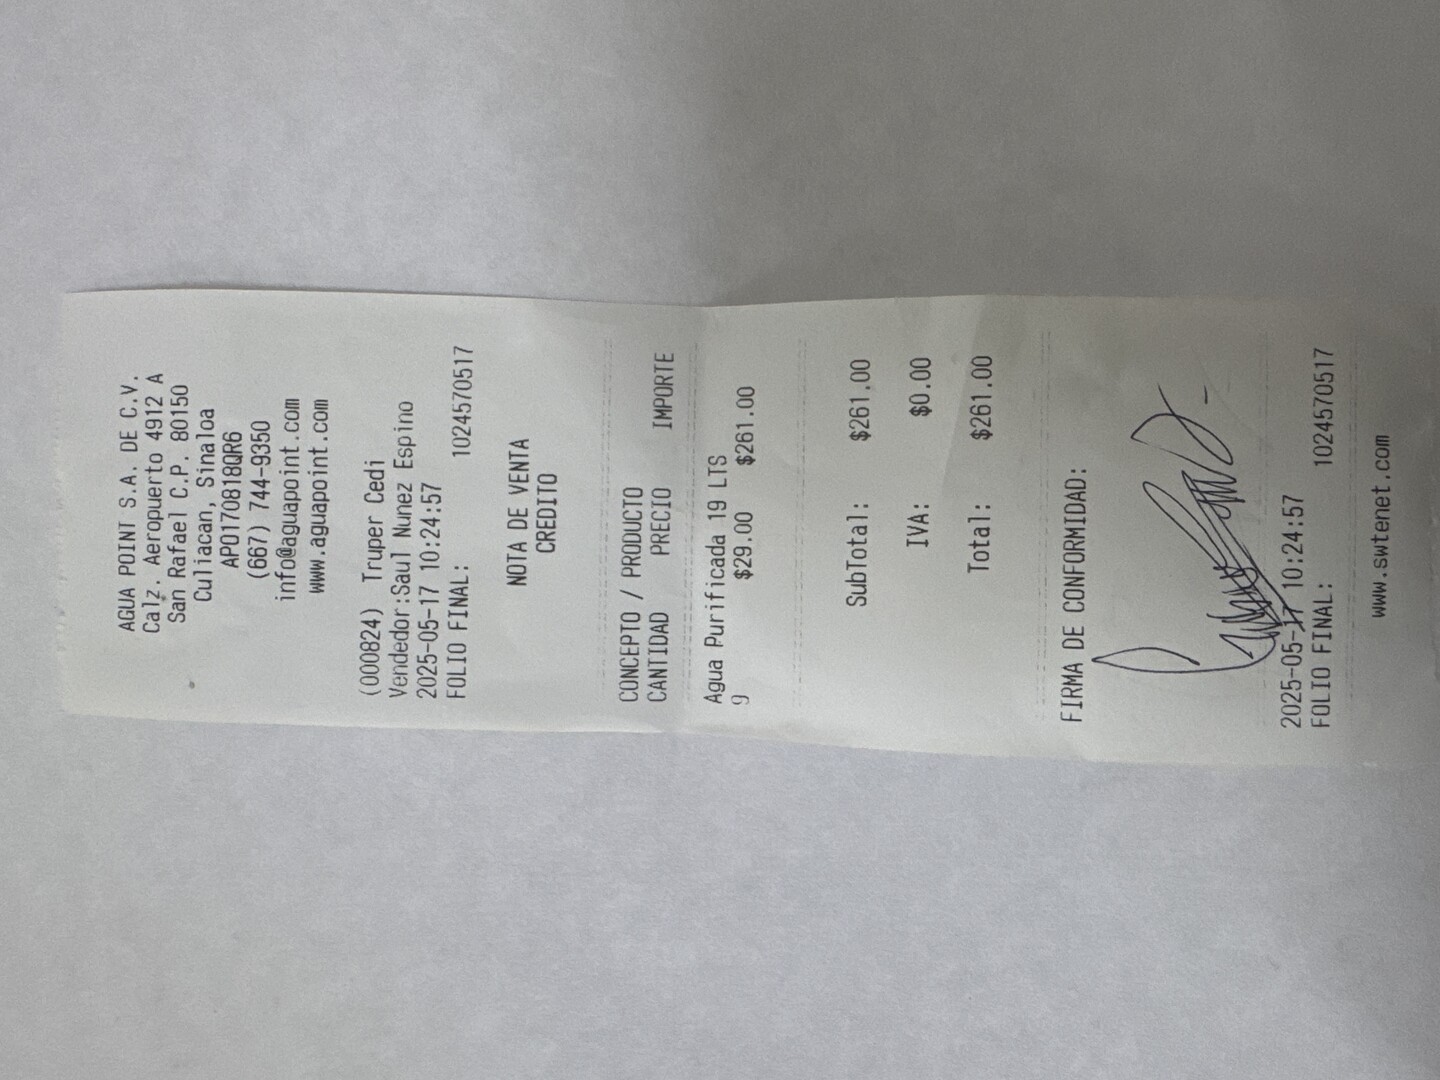 AGUA POINT S.A. DE C.V.
Calz. Aeropuerto 4912 A
San Rafael C.P. 80150
Culiacan, Sinaloa
APO170818QR6
(667) 744-9350
info@aguapoint.com
www.aguapoint.com
(000824) Truper Cedi
Vendedor:Saul Nunez Espino
2025-05-17 10:24:57
FOLIO FINAL: 1024570517
NOTA DE VENTA
CREDITO
CONCEPTO / PRODUCTO
CANTIDAD PRECIO IMPORTE
Agua Purificada 19 LTS
9 $29.00 $261.00
SubTotal: $261.00
IVA: $0.00
Total: $261.00
FIRMA DE CONFORMIDAD:
2025-05-17 10:24:57
FOLIO FINAL: 1024570517
www.swtenet.com